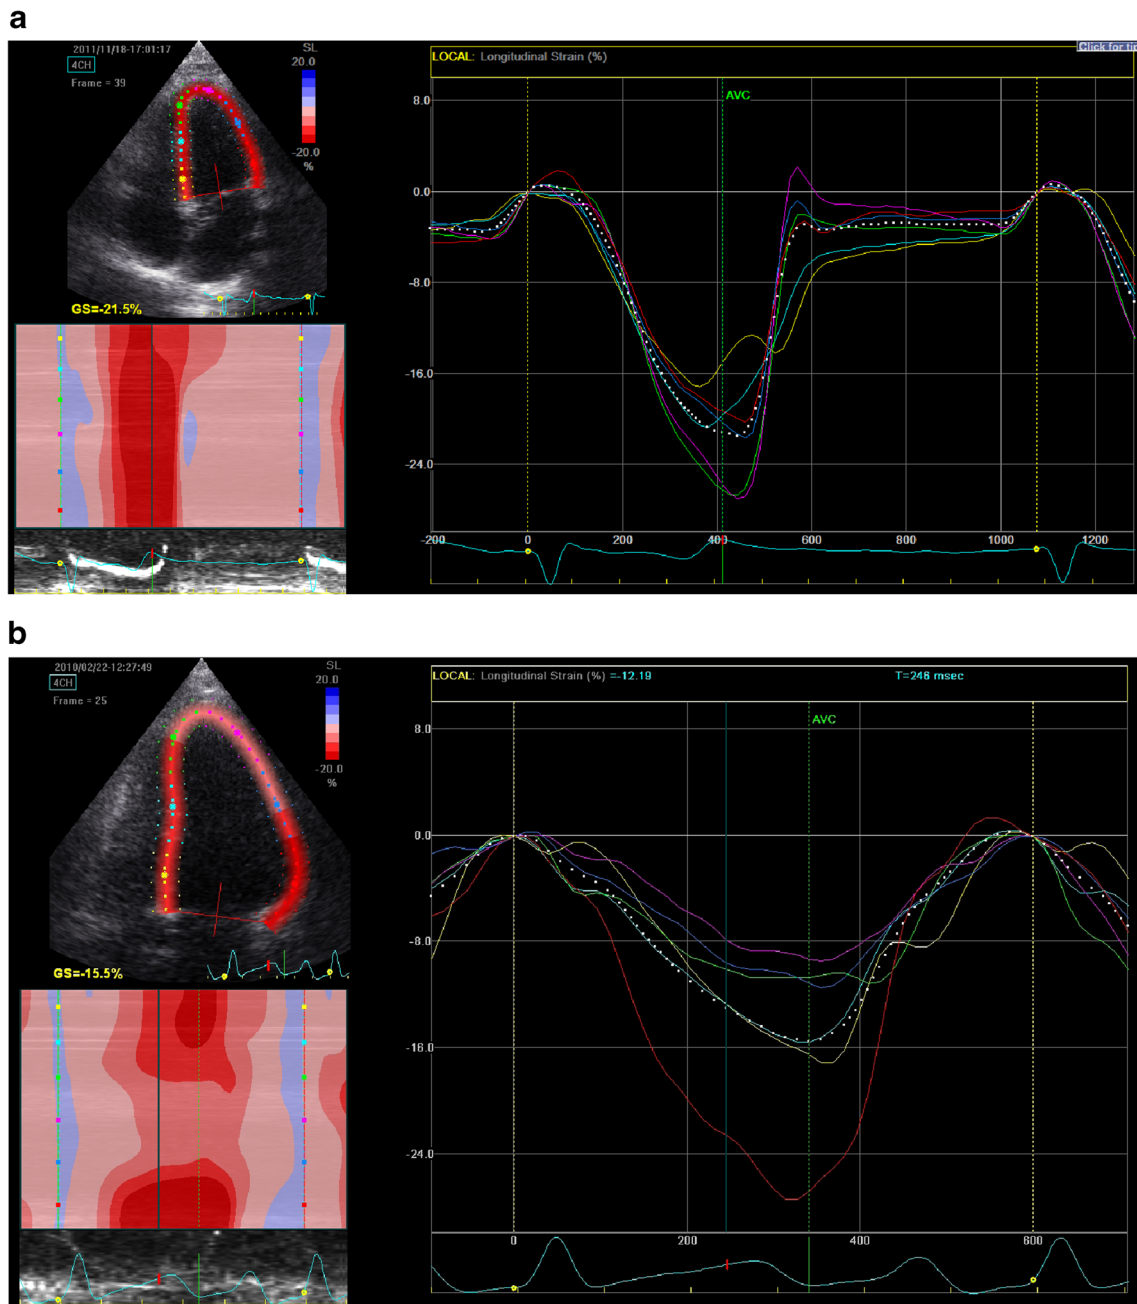 a
2011/11/18-17:01:17
4CH
Frame = 39
SL
20.0
-20.0
%
GS=-21.5%
Click for
LOCAL: Longitudinal Strain (%)
AVC
8.0
0.0
-8.0
-16.0
-24.0
-200 0 200 400 600 800 1000 1200
b
2010/02/22-12:27:49
4CH
Frame = 25
SL
20.0
-20.0
%
GS=-15.5%
LOCAL: Longitudinal Strain (%) =-12.19 T=246 msec
AVC
8.0
0.0
-8.0
-16.0
-24.0
0 200 400 600